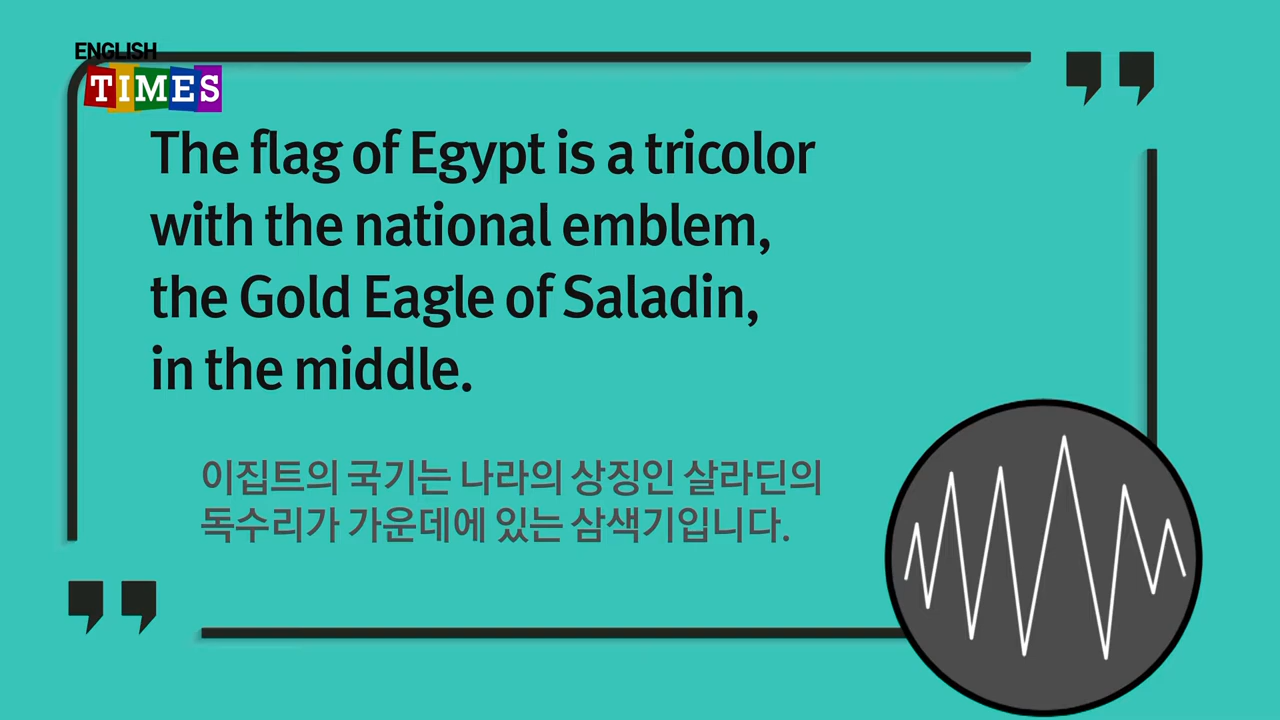 ENGLISH
TIMES
The flag of Egypt is a tricolor
with the national emblem,
the Gold Eagle of Saladin,
in the middle.
이집트의 국기는 나라의 상징인 살라딘의
독수리가 가운데에 있는 삼색기입니다.